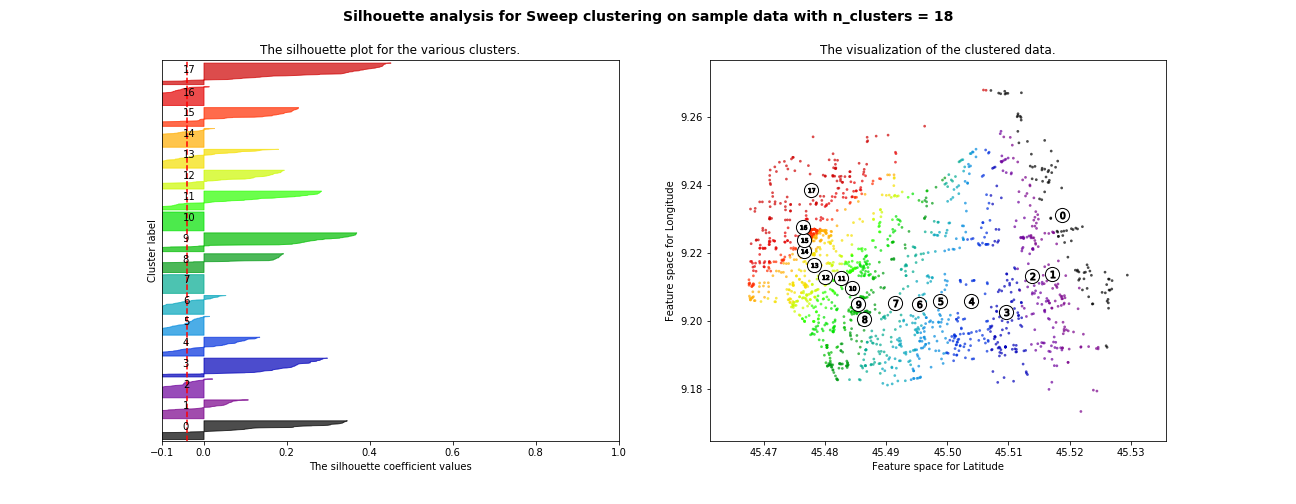 Silhouette analysis for Sweep clustering on sample data with n_clusters = 18
The silhouette plot for the various clusters.
Cluster label
17
16
15
14
13
12
11
10
9
8
7
6
5
4
3
2
1
0
−0.1 0.0 0.2 0.4 0.6 0.8 1.0
The silhouette coefficient values
The visualization of the clustered data.
Feature space for Longitude
9.26
9.24
9.22
9.20
9.18
17
0
16
15
14
13
12 11 2 1
10
9 7 6 5 4
3
8
45.47 45.48 45.49 45.50 45.51 45.52 45.53
Feature space for Latitude